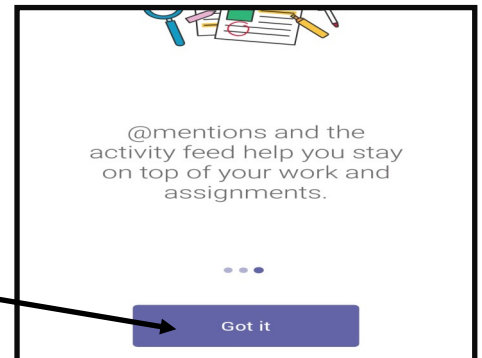 @mentions and the
activity feed help you stay
on top of your work and
assignments.
Got it